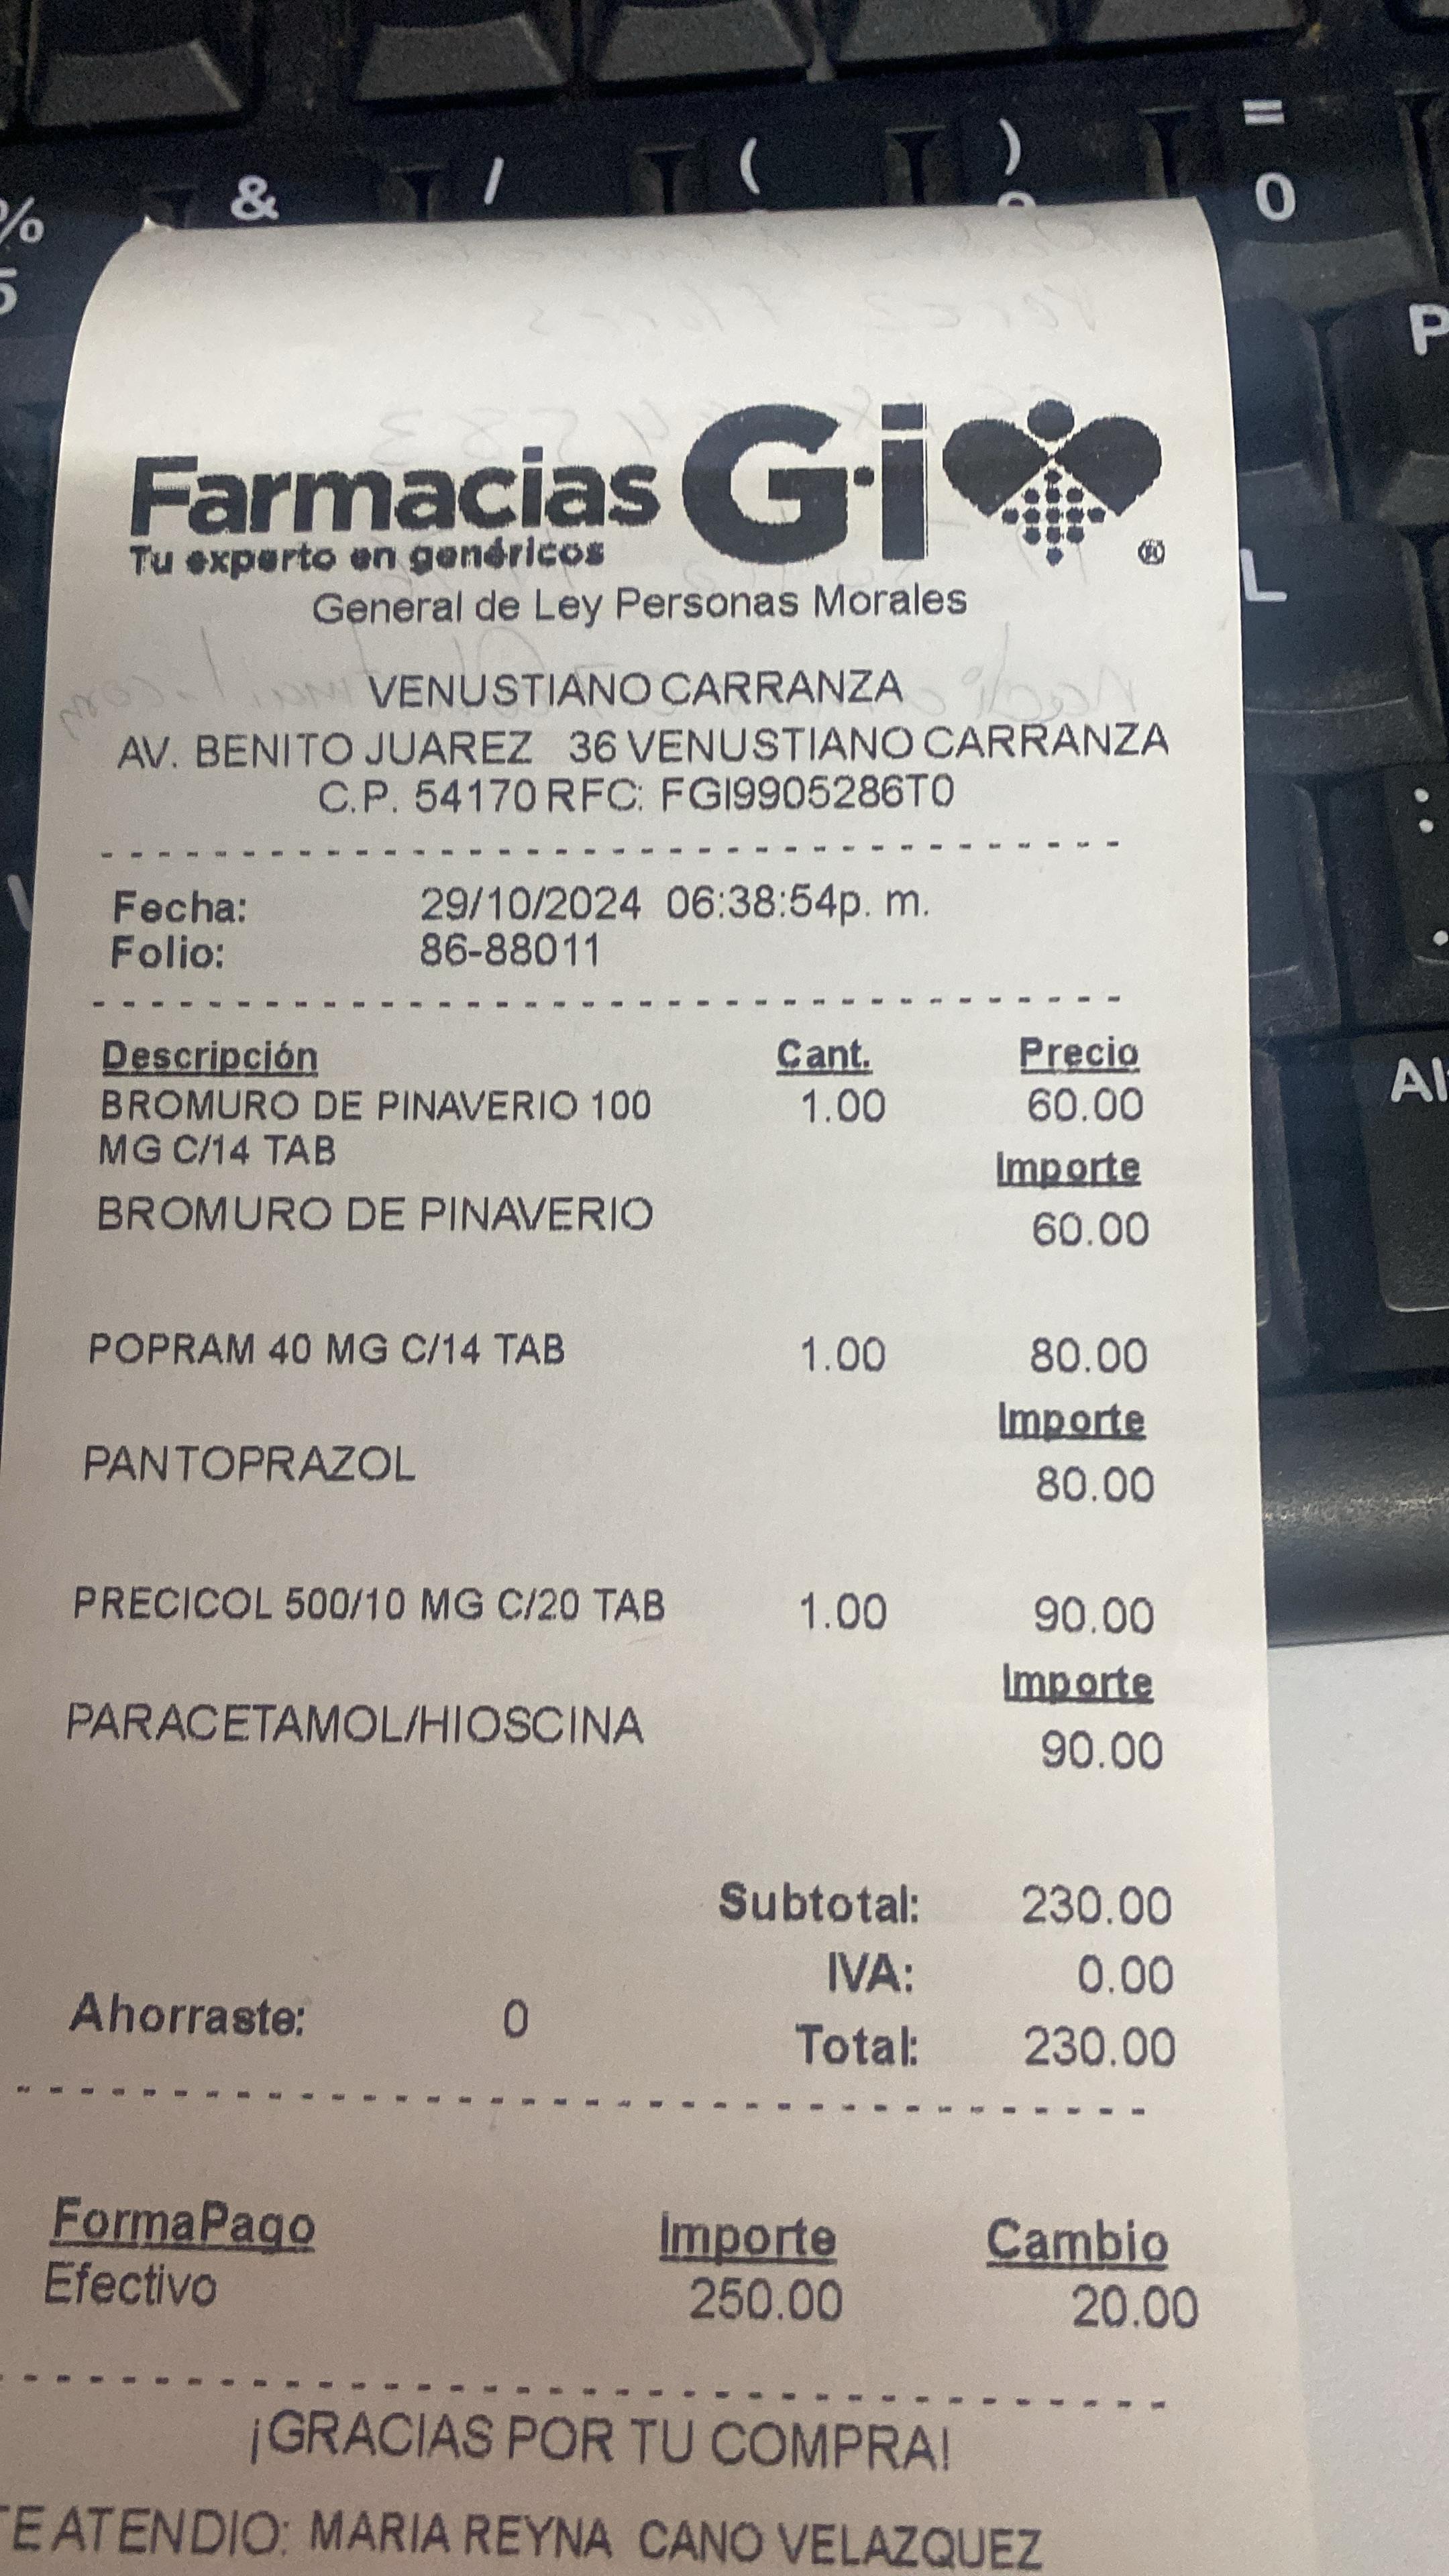 % & / ( ) =
5 0
P
L
Alt
Farmacias G·i ®
Tu experto en genéricos
General de Ley Personas Morales
VENUSTIANO CARRANZA
AV. BENITO JUAREZ 36 VENUSTIANO CARRANZA
C.P. 54170 RFC: FGI9905286T0
Fecha: 29/10/2024 06:38:54p. m.
Folio: 86-88011
Descripción Cant. Precio
BROMURO DE PINAVERIO 100 1.00 60.00
MG C/14 TAB Importe
BROMURO DE PINAVERIO 60.00
POPRAM 40 MG C/14 TAB 1.00 80.00
Importe
PANTOPRAZOL 80.00
PRECICOL 500/10 MG C/20 TAB 1.00 90.00
Importe
PARACETAMOL/HIOSCINA 90.00
Subtotal: 230.00
IVA: 0.00
Ahorraste: 0 Total: 230.00
FormaPago Importe Cambio
Efectivo 250.00 20.00
¡GRACIAS POR TU COMPRA!
TE ATENDIO: MARIA REYNA CANO VELAZQUEZ